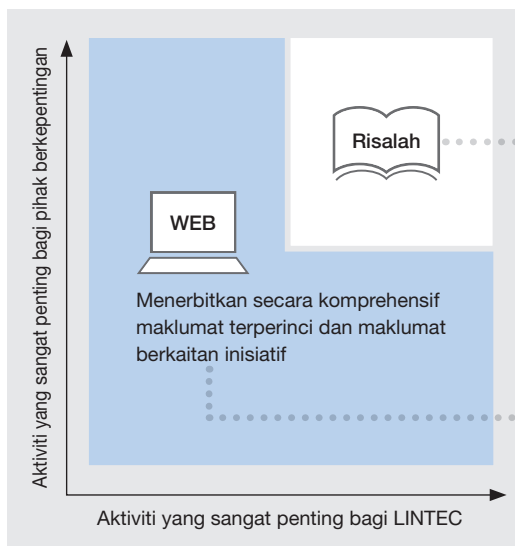 Aktiviti yang sangat penting bagi pihak berkepentingan
Risalah
WEB
Menerbitkan secara komprehensif
maklumat terperinci dan maklumat
berkaitan inisiatif
Aktiviti yang sangat penting bagi LINTEC